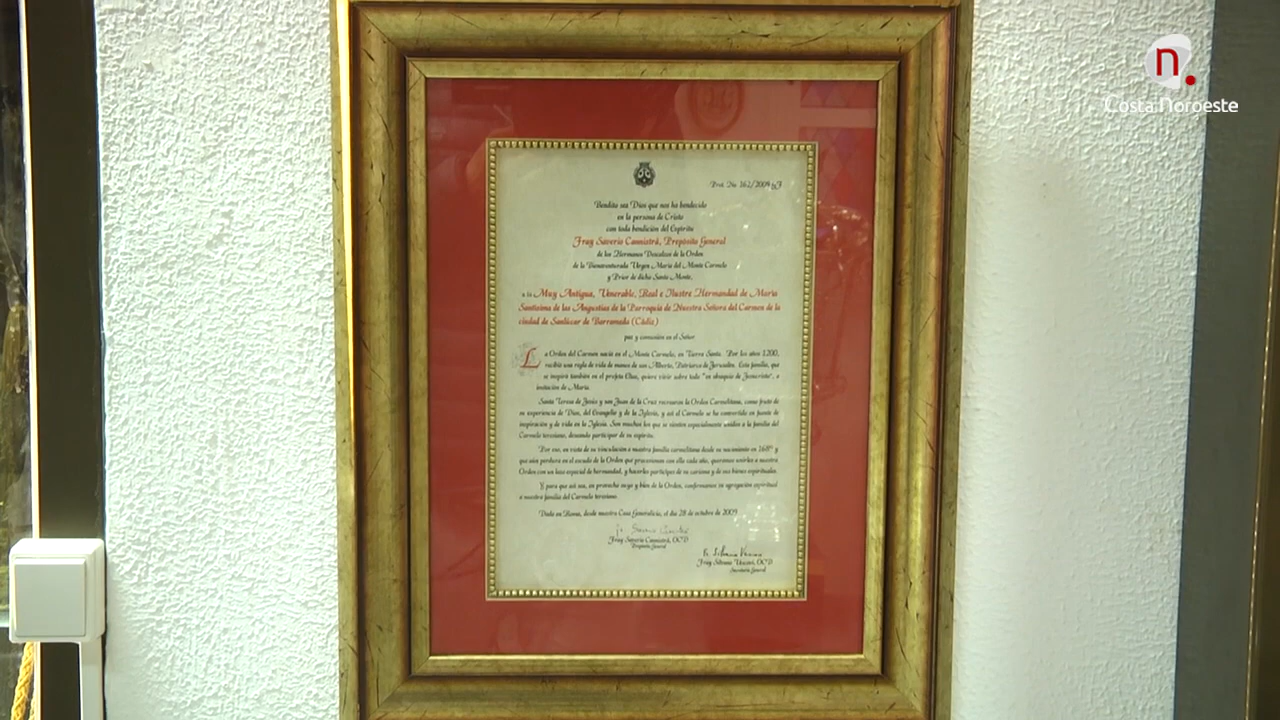 n.
Costa Noroeste
Prot. No. 162/2009
Bendito sea Dios que nos ha bendecido
en la persona de Cristo
con toda bendición del Espíritu
Fray Saverio Cannistrá, Prepósito General
de los Hermanos Descalzos de la Orden
de la Bienaventurada Virgen María del Monte Carmelo
y Prior de dicho Santo Monte,
a la Muy Antigua, Venerable, Real e Ilustre Hermandad de María
Santísima de las Angustias de la Parroquia de Nuestra Señora del Carmen de la
ciudad de Sanlúcar de Barrameda (Cádiz)
paz y comunión en el Señor
La Orden del Carmen nació en el Monte Carmelo, en Tierra Santa. Por los años 1200,
recibió una regla de vida de manos de san Alberto, Patriarca de Jerusalén. Esta familia, que
se inspira también en el profeta Elías, quiere vivir sobre todo "en obsequio de Jesucristo", a
imitación de María.
Santa Teresa de Jesús y san Juan de la Cruz recrearon la Orden Carmelitana, como fruto de
su experiencia de Dios, del Evangelio y de la Iglesia, y así el Carmelo se ha convertido en fuente de
inspiración y de vida en la Iglesia. Son muchos los que se sienten especialmente unidos a la familia del
Carmelo teresiano, deseando participar de su espíritu.
Por eso, en vista de su vinculación a nuestra familia carmelitana desde su nacimiento en y
que aún perdura en el escudo de la Orden que procesionan con ella cada año, queremos unirles a nuestra
Orden con un lazo especial de hermandad, y hacerles partícipes de su carisma y de sus bienes espirituales.
Y para que así sea, en provecho suyo y bien de la Orden, confirmamos su agregación espiritual
a nuestra familia del Carmelo teresiano.
Dado en Roma, desde nuestra Casa Generalicia, el día 28 de octubre de 2009
Fray Saverio Cannistrá, OCD
Prepósito General
Fray Silvano Vescovi, OCD
Secretario General